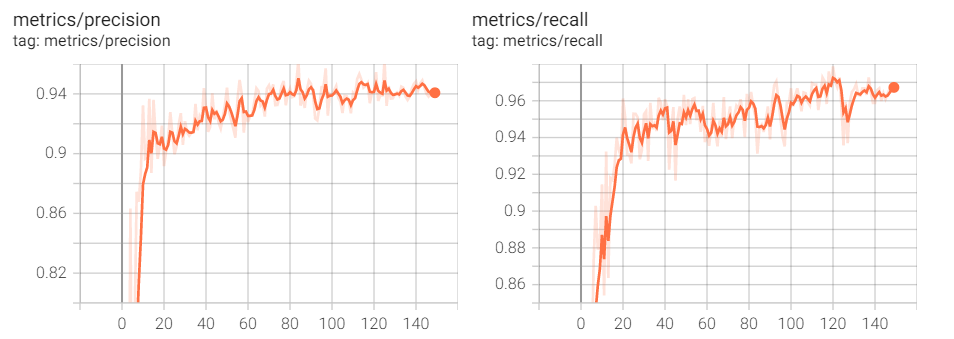 metrics/precision
tag: metrics/precision
0.94
0.9
0.86
0.82
0 20 40 60 80 100 120 140
metrics/recall
tag: metrics/recall
0.96
0.94
0.92
0.9
0.88
0.86
0 20 40 60 80 100 120 140